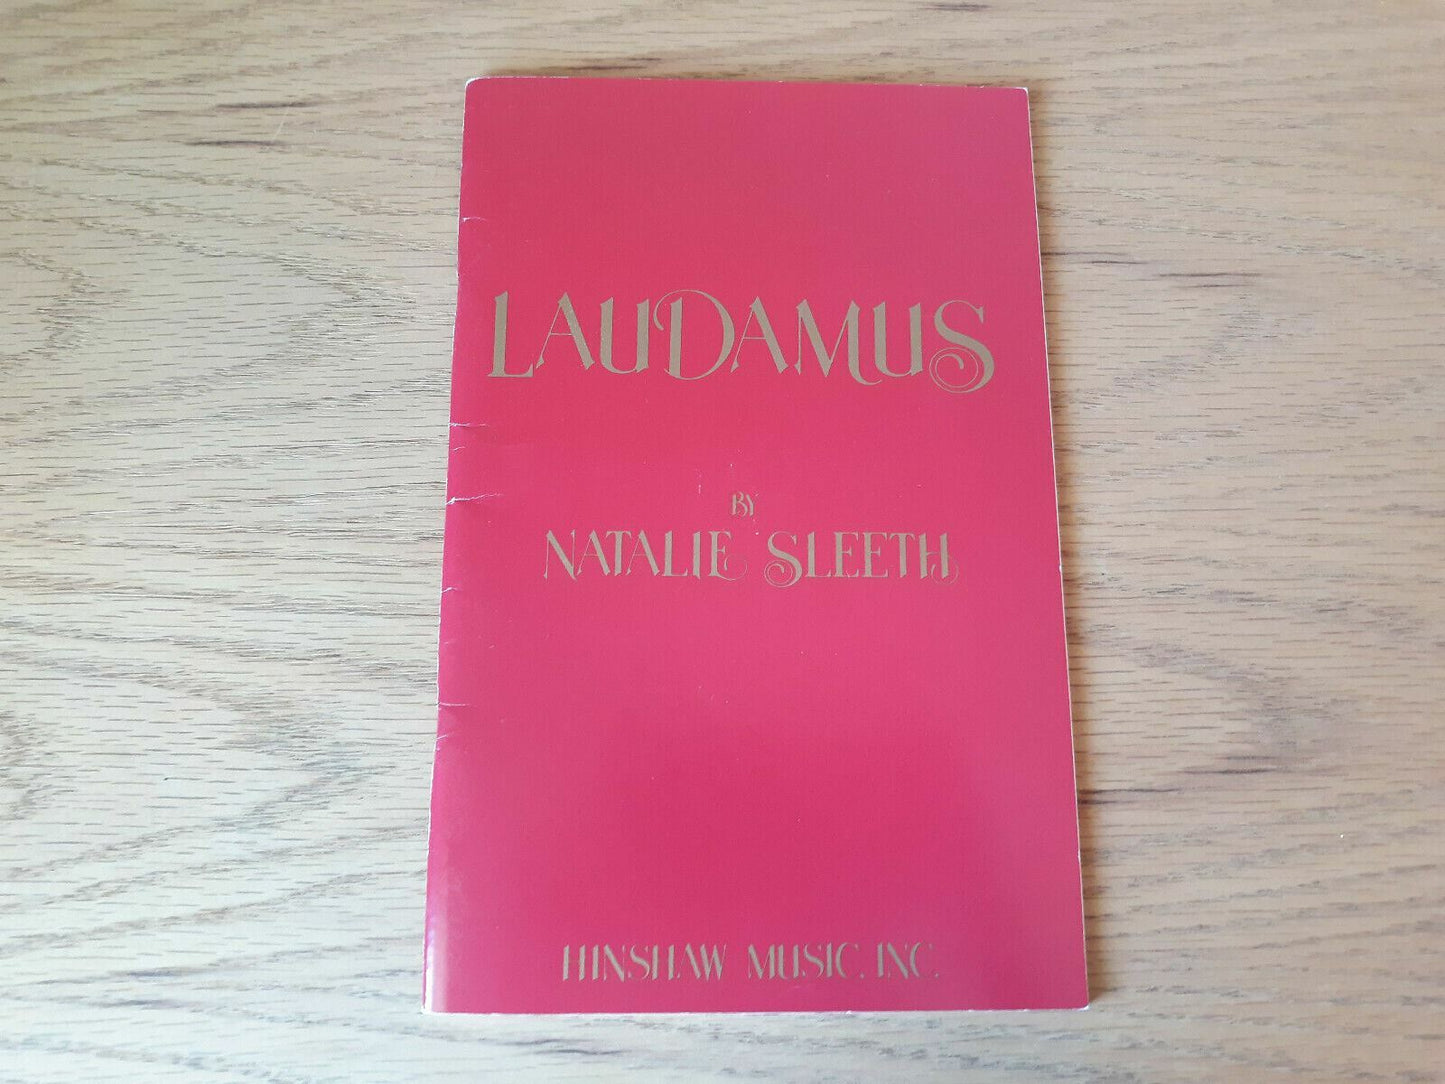 LAUDAMUS
BY
NATALIE SLEETH
HINSHAW MUSIC, INC.